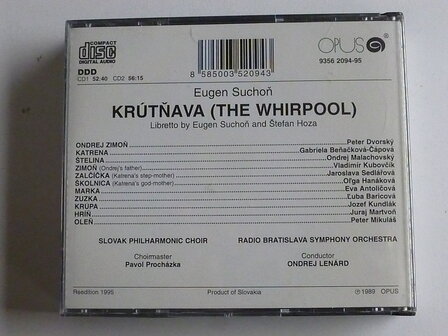 COMPACT
disc
DIGITAL AUDIO
DDD
CD1 52,40 CD2 56:15
8 585003 520943
OPUS
9356 2094-95
Eugen Suchoň
KRÚTŇAVA (THE WHIRPOOL)
Libretto by Eugen Suchoň and Štefan Hoza
ONDREJ ZIMOŇ Peter Dvorský
KATRENA Gabriela Beňačková-Čápová
ŠTELINA Ondrej Malachovský
ZIMOŇ (Ondrej's father) Vladimír Kubovčik
ZALČÍČKA (Katrena's step-mother) Jaroslava Sedlářová
ŠKOLNICA (Katrena's god-mother) Oľga Hanáková
MARKA Eva Antoličová
ZUZKA Ľuba Baricová
KRÚPA Jozef Kundlák
HRÍŇ Juraj Martvoň
OLEŇ Peter Mikuláš
SLOVAK PHILHARMONIC CHOIR RADIO BRATISLAVA SYMPHONY ORCHESTRA
Choirmaster Conductor
Pavol Procházka ONDREJ LENÁRD
Reedition 1995 Product of Slovakia ℗ 1989 OPUS